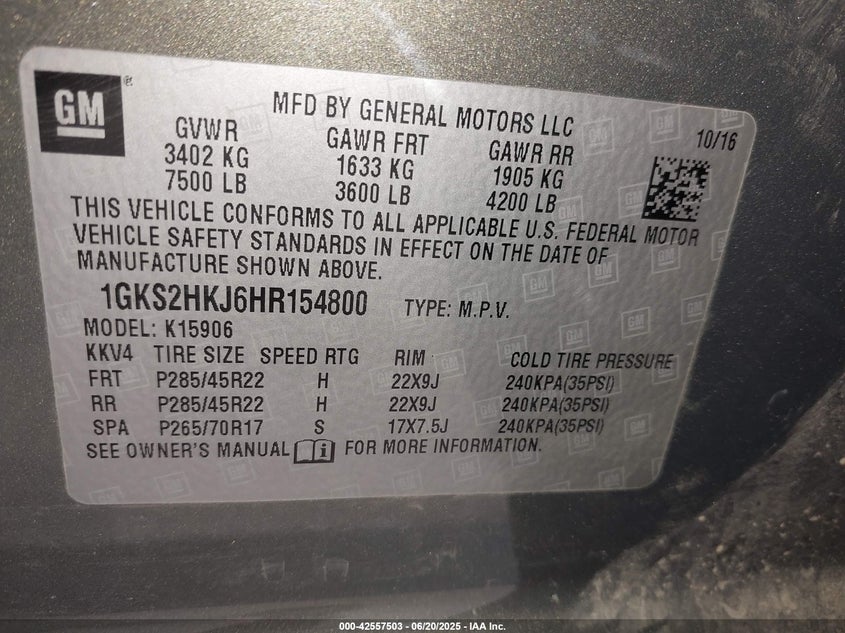 GM
®
MFD BY GENERAL MOTORS LLC
10/16
GVWR GAWR FRT GAWR RR
3402 KG 1633 KG 1905 KG
7500 LB 3600 LB 4200 LB
THIS VEHICLE CONFORMS TO ALL APPLICABLE U.S. FEDERAL MOTOR
VEHICLE SAFETY STANDARDS IN EFFECT ON THE DATE OF
MANUFACTURE SHOWN ABOVE.
1GKS2HKJ6HR154800 TYPE: M.P.V.
MODEL: K15906
KKV4 TIRE SIZE SPEED RTG RIM COLD TIRE PRESSURE
FRT P285/45R22 H 22X9J 240KPA(35PSI)
RR P285/45R22 H 22X9J 240KPA(35PSI)
SPA P265/70R17 S 17X7.5J 240KPA(35PSI)
SEE OWNER'S MANUAL i FOR MORE INFORMATION.
000-42557503 — 06/20/2025 — IAA Inc.